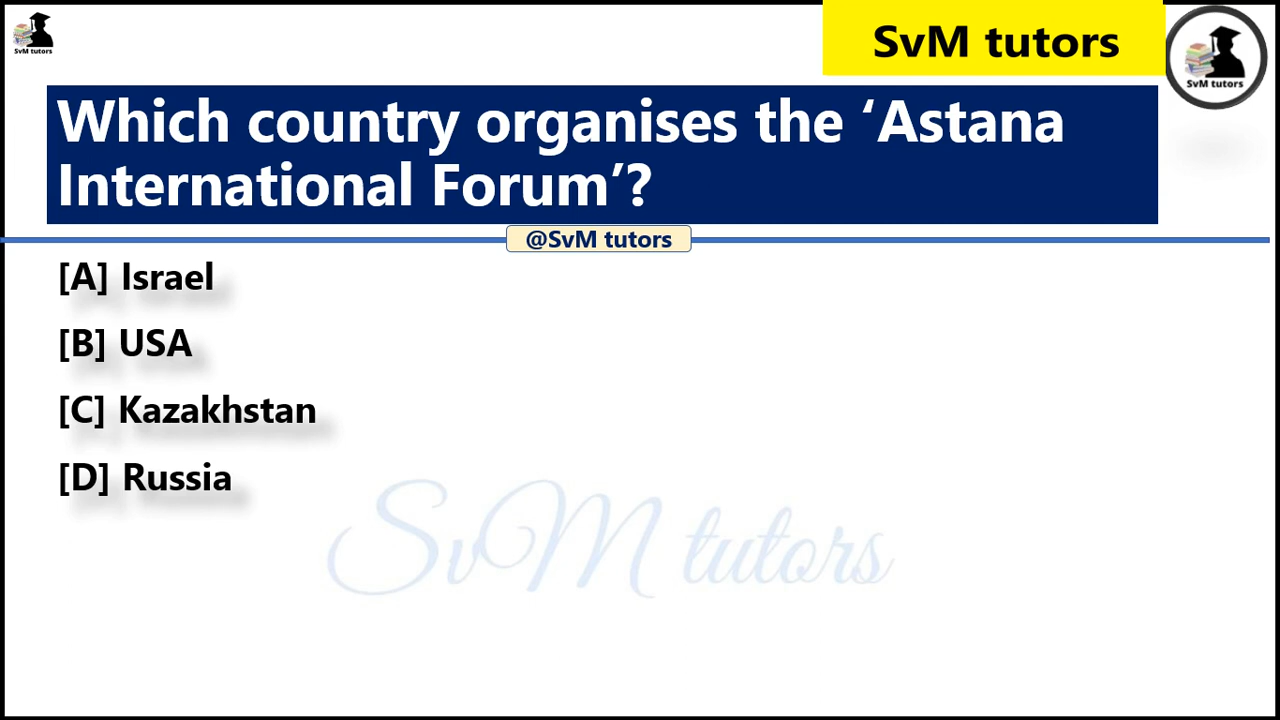 SvM tutors
SvM tutors
SvM tutors
Which country organises the ‘Astana
International Forum’?
@SvM tutors
[A] Israel
[B] USA
[C] Kazakhstan
[D] Russia
SvM tutors